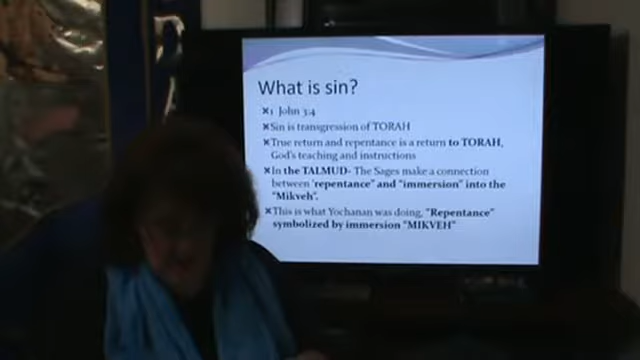 What is sin?
×1 John 3:4
×Sin is transgression of TORAH
×True return and repentance is a return to TORAH,
God's teaching and instructions
×In the TALMUD- The Sages make a connection
between 'repentance" and "immersion" into the
"Mikveh".
×This is what Yochanan was doing, "Repentance"
symbolized by immersion "MIKVEH"